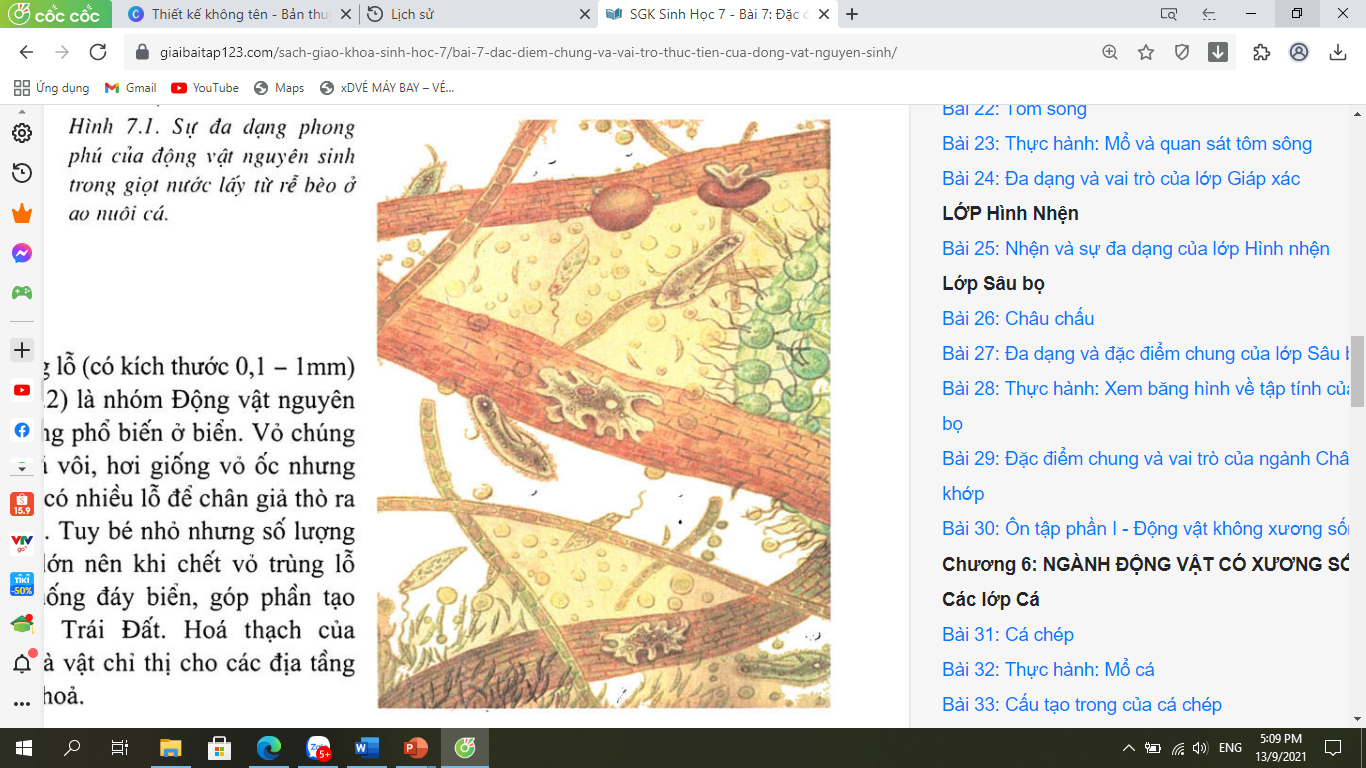 cốc cốc
Thiết kế không tên - Bản thu
Lịch sử
SGK Sinh Học 7 - Bài 7: Đặc
giaibaitap123.com/sach-giao-khoa-sinh-hoc-7/bai-7-dac-diem-chung-va-vai-tro-thuc-tien-cua-dong-vat-nguyen-sinh/
Ứng dụng Gmail YouTube Maps xDVÉ MÁY BAY – VÉ...
Hình 7.1. Sự đa dạng phong
phú của động vật nguyên sinh
trong giọt nước lấy từ rễ bèo ở
ao nuôi cá.
g lỗ (có kích thước 0,1 – 1mm)
.2) là nhóm Động vật nguyên
ng phổ biến ở biển. Vỏ chúng
vôi, hơi giống vỏ ốc nhưng
có nhiều lỗ để chân giả thò ra
. Tuy bé nhỏ nhưng số lượng
lớn nên khi chết vỏ trùng lỗ
đáy biển, góp phần tạo
Trái Đất. Hoá thạch của
vật chỉ thị cho các địa tầng
hoả.
Bài 22: Tôm sông
Bài 23: Thực hành: Mổ và quan sát tôm sông
Bài 24: Đa dạng và vai trò của lớp Giáp xác
LỚP Hình Nhện
Bài 25: Nhện và sự đa dạng của lớp Hình nhện
Lớp Sâu bọ
Bài 26: Châu chấu
Bài 27: Đa dạng và đặc điểm chung của lớp Sâu b
Bài 28: Thực hành: Xem băng hình về tập tính của
bọ
Bài 29: Đặc điểm chung và vai trò của ngành Châ
khớp
Bài 30: Ôn tập phần I - Động vật không xương sốn
Chương 6: NGÀNH ĐỘNG VẬT CÓ XƯƠNG SỐ
Các lớp Cá
Bài 31: Cá chép
Bài 32: Thực hành: Mổ cá
Bài 33: Cấu tạo trong của cá chép
15.9
VTV
go
TIKI
-50%
Zalo
5+
ENG
5:09 PM
13/9/2021